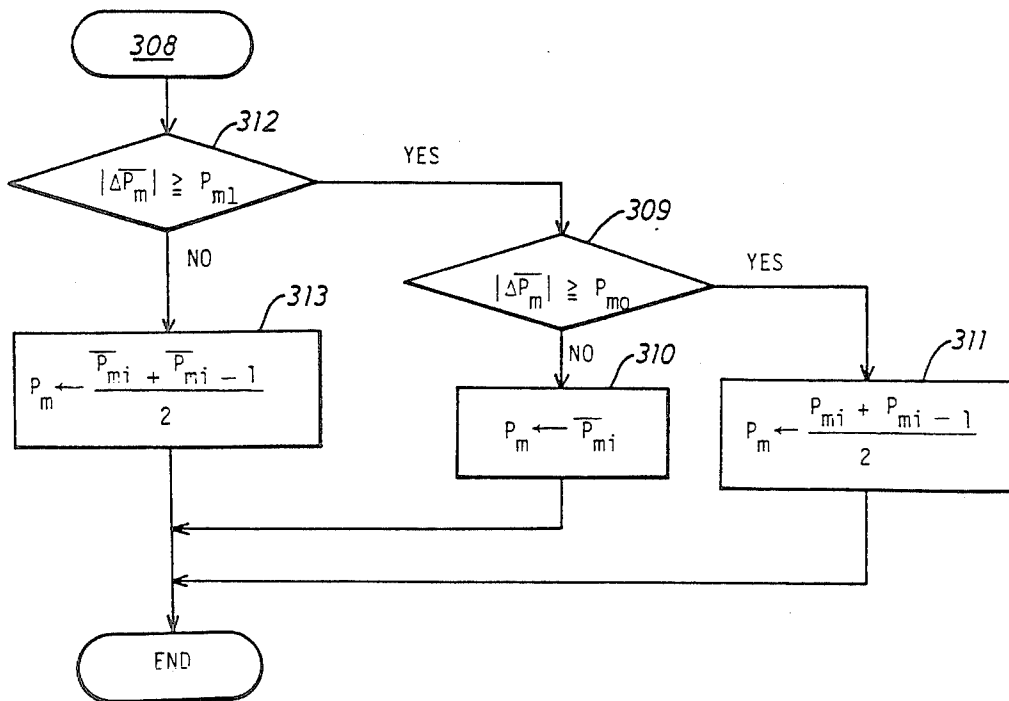 308
312
|ΔP̅m| ≧ Pm1
YES
NO
309
|ΔP̅m| ≧ Pmo
YES
NO
313
Pm ← (P̅mi + P̅mi - 1) / 2
310
Pm ← P̅mi
311
Pm ← (Pmi + Pmi - 1) / 2
END